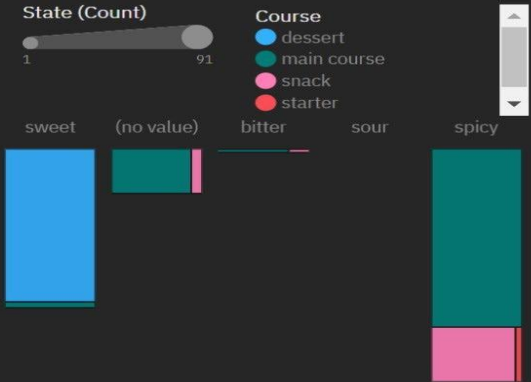 State (Count)
1 91
Course
dessert
main course
snack
starter
sweet (no value) bitter sour spicy